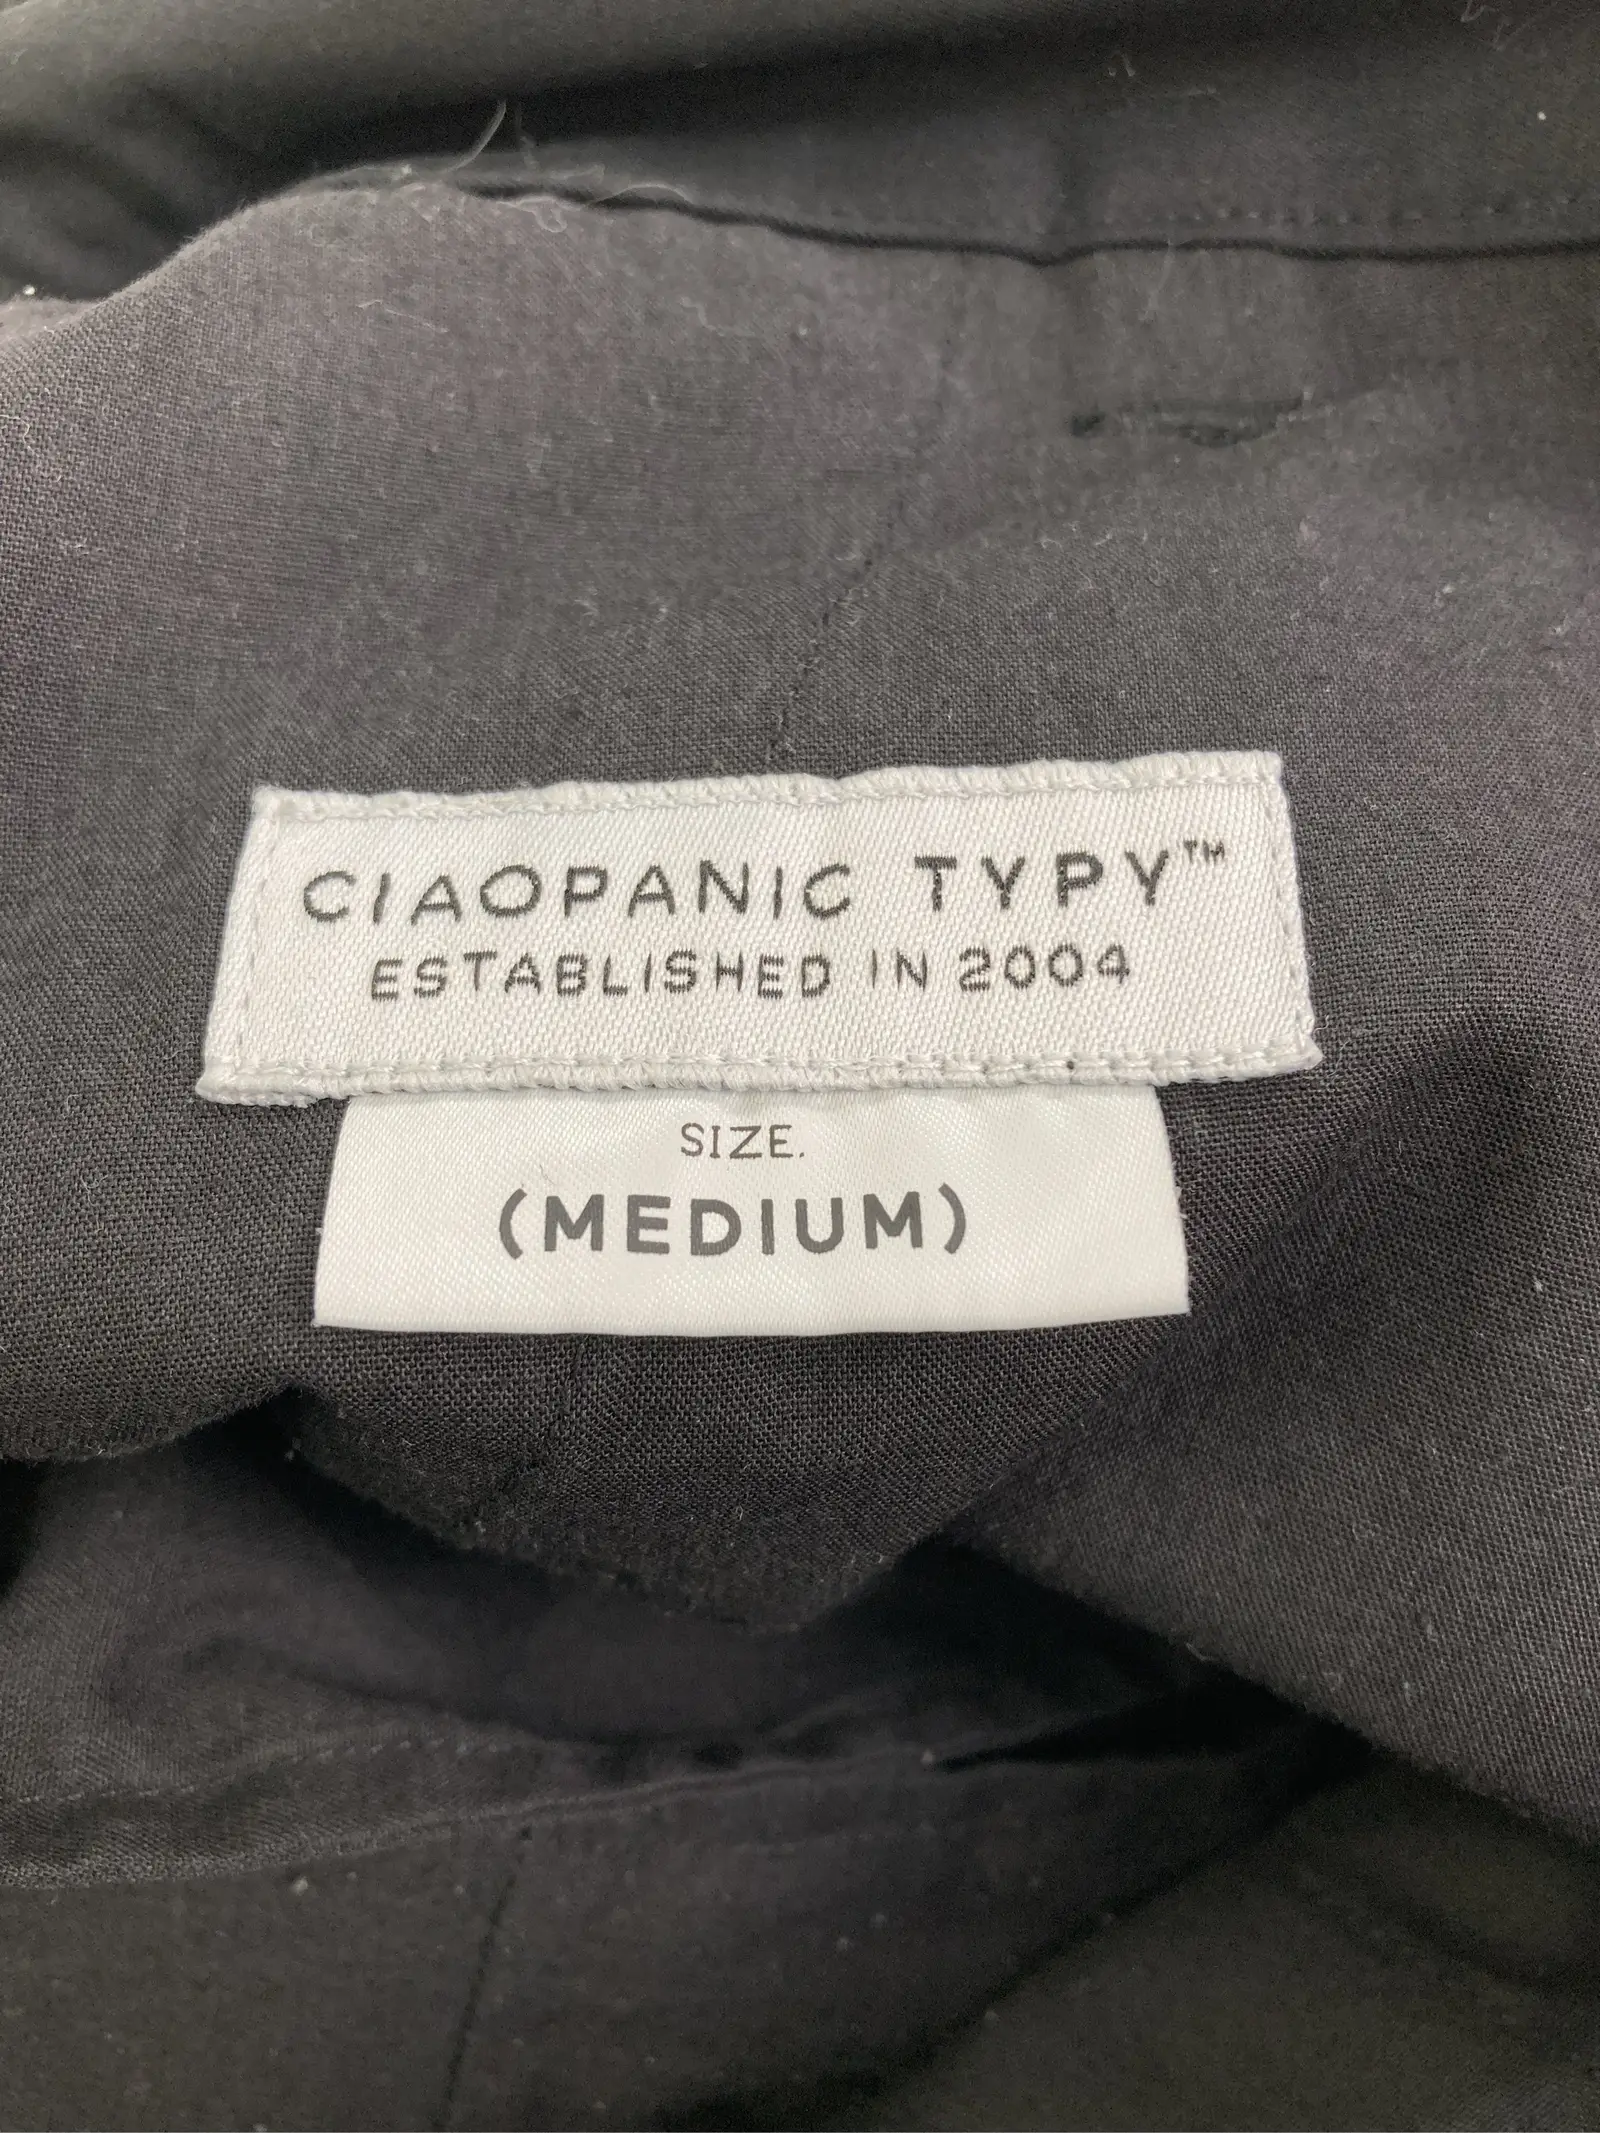 CIAOPANIC TYPY™
ESTABLISHED IN 2004
SIZE.
(MEDIUM)